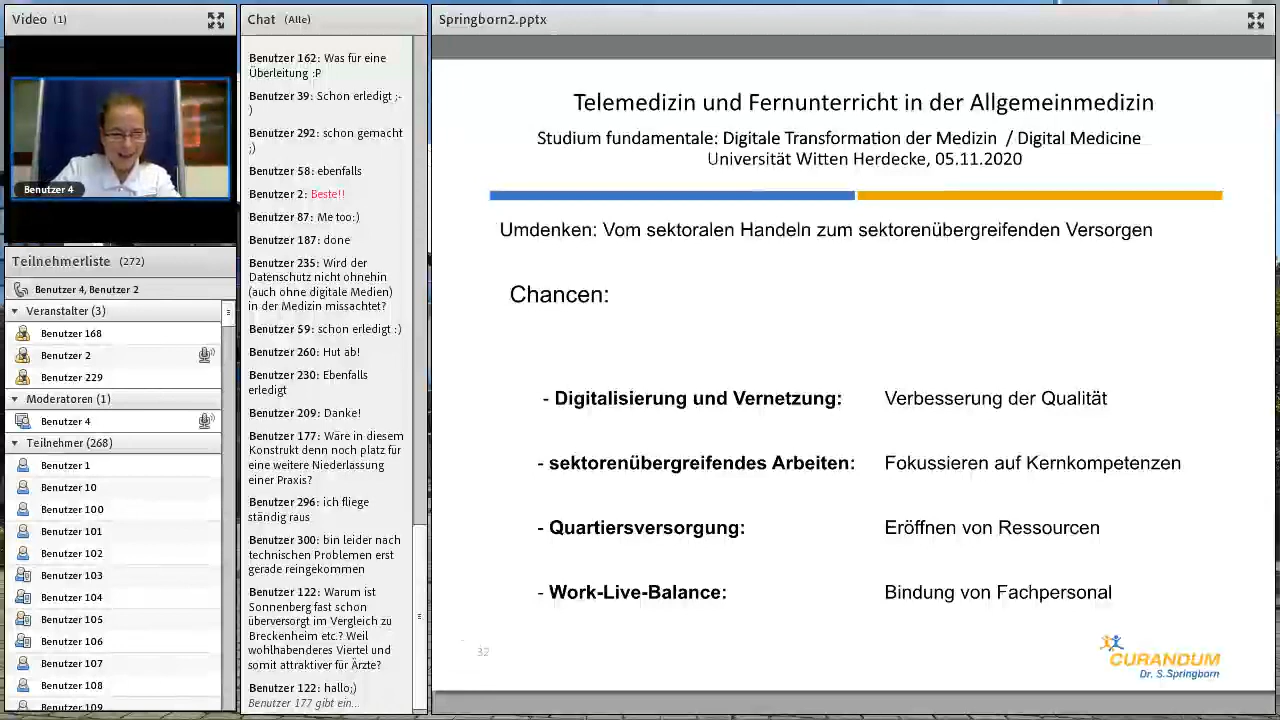 Video (1)
Benutzer 4
Teilnehmerliste (272)
Benutzer 4, Benutzer 2
Veranstalter (3)
Benutzer 168
Benutzer 2
Benutzer 229
Moderatoren (1)
Benutzer 4
Teilnehmer (268)
Benutzer 1
Benutzer 10
Benutzer 100
Benutzer 101
Benutzer 102
Benutzer 103
Benutzer 104
Benutzer 105
Benutzer 106
Benutzer 107
Benutzer 108
Benutzer 109
Chat (Alle)
Benutzer 162: Was für eine
Überleitung :P
Benutzer 39: Schon erledigt ;-
)
Benutzer 292: schon gemacht
;)
Benutzer 58: ebenfalls
Benutzer 2: Beste!!
Benutzer 87: Me too:)
Benutzer 187: done
Benutzer 235: Wird der
Datenschutz nicht ohnehin
(auch ohne digitale Medien)
in der Medizin missachtet?
Benutzer 59: schon erledigt :)
Benutzer 260: Hut ab!
Benutzer 230: Ebenfalls
erledigt
Benutzer 209: Danke!
Benutzer 177: Wäre in diesem
Konstrukt denn noch platz für
eine weitere Niederlassung
einer Praxis?
Benutzer 296: ich fliege
ständig raus
Benutzer 300: bin leider nach
technischen Problemen erst
gerade reingekommen
Benutzer 122: Warum ist
Sonnenberg fast schon
überversorgt im Vergleich zu
Breckenheim etc.? Weil
wohlhabenderes Viertel und
somit attraktiver für Ärzte?
Benutzer 122: hallo;)
Benutzer 177 gibt ein...
Springborn2.pptx
Telemedizin und Fernunterricht in der Allgemeinmedizin
Studium fundamentale: Digitale Transformation der Medizin / Digital Medicine
Universität Witten Herdecke, 05.11.2020
Umdenken: Vom sektoralen Handeln zum sektorenübergreifenden Versorgen
Chancen:
- Digitalisierung und Vernetzung: Verbesserung der Qualität
- sektorenübergreifendes Arbeiten: Fokussieren auf Kernkompetenzen
- Quartiersversorgung: Eröffnen von Ressourcen
- Work-Live-Balance: Bindung von Fachpersonal
32
CURANDUM
Dr. S.Springborn